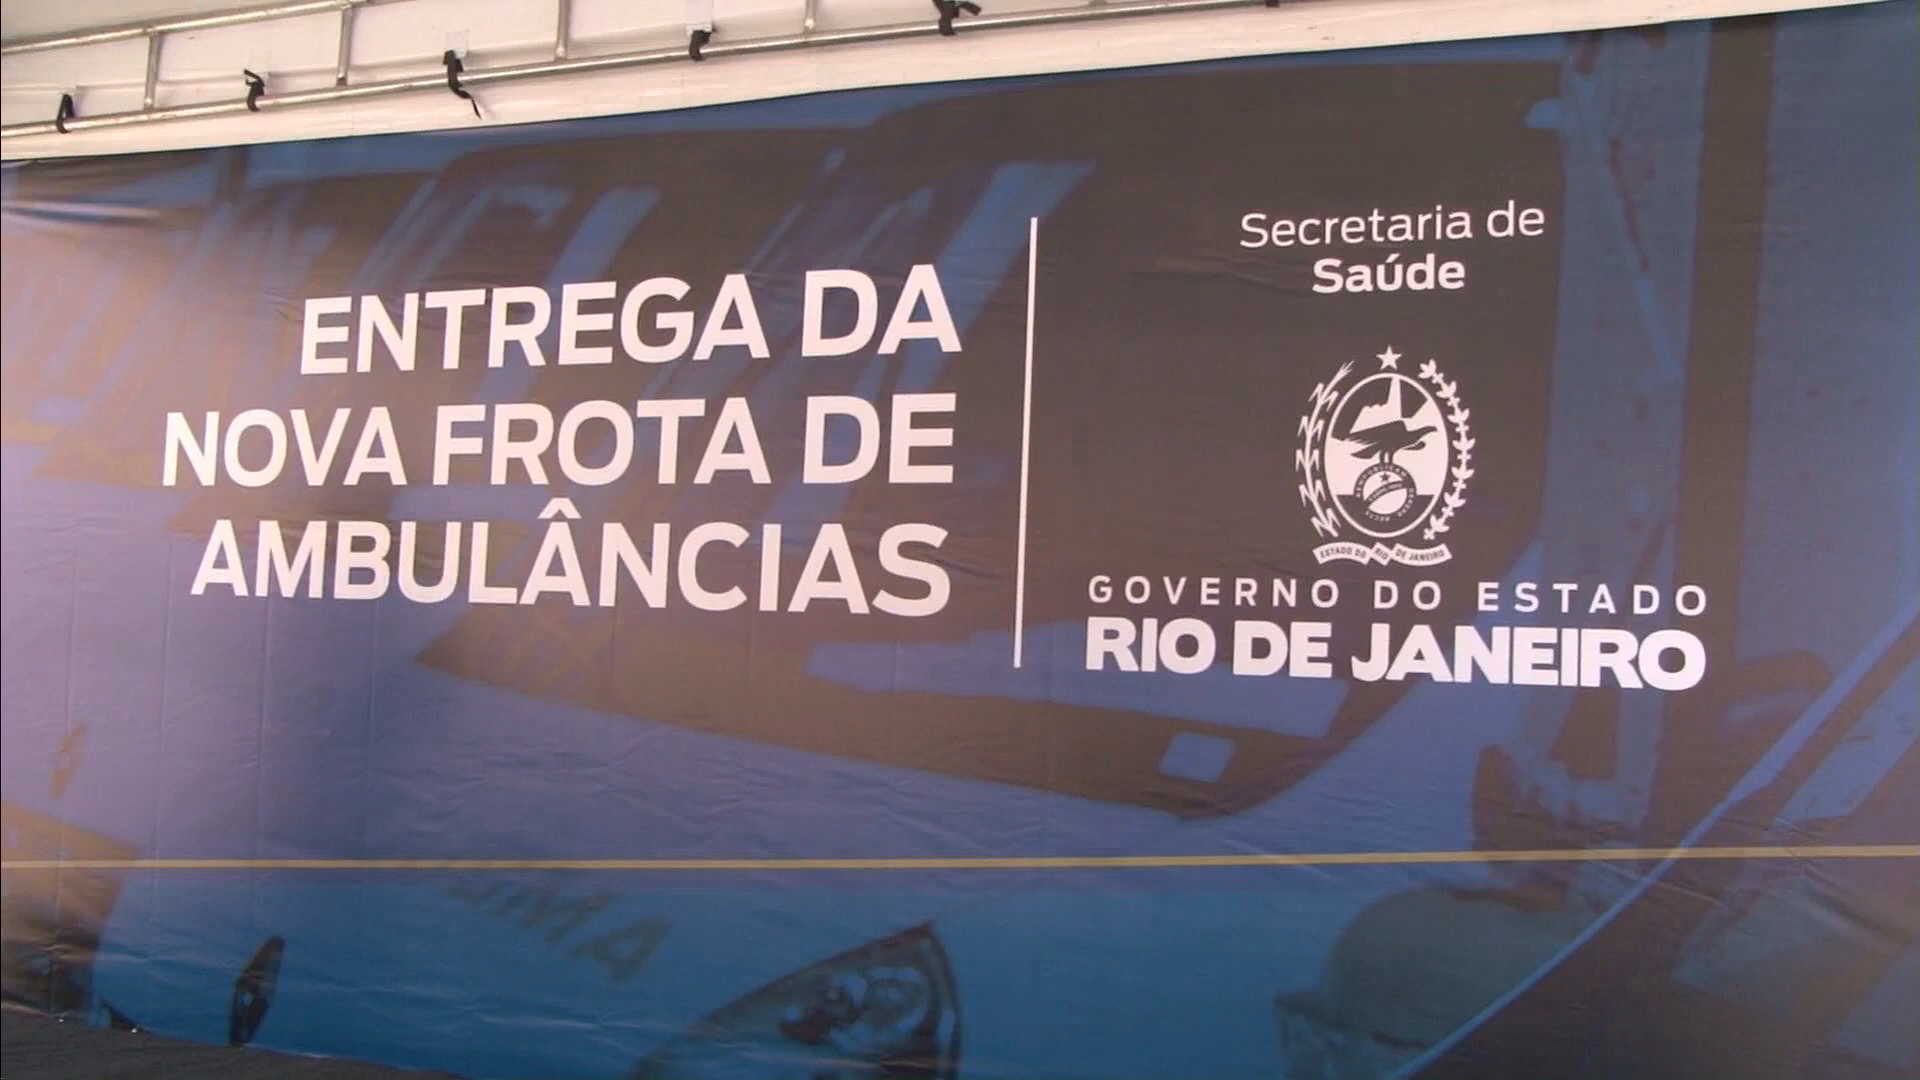 ENTREGA DA
NOVA FROTA DE
AMBULÂNCIAS
Secretaria de
Saúde
ESTADO DO RIO DE JANEIRO
GOVERNO DO ESTADO
RIO DE JANEIRO